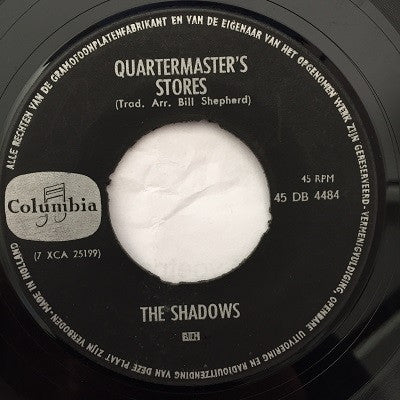 ALLE RECHTEN VAN DE GRAMOFOONPLATENFABRIKANT EN VAN DE EIGENAAR VAN HET OPGENOMEN WERK ZIJN GERESERVEERD-VERMENIGVULDIGING, OPENBARE UITVOERING EN RADIOUITZENDING VAN DEZE PLAAT ZIJN VERBODEN-MADE IN HOLLAND
QUARTERMASTER'S
STORES
(Trad. Arr. Bill Shepherd)
Columbia
(7 XCA 25199)
45 RPM
45 DB 4484
THE SHADOWS